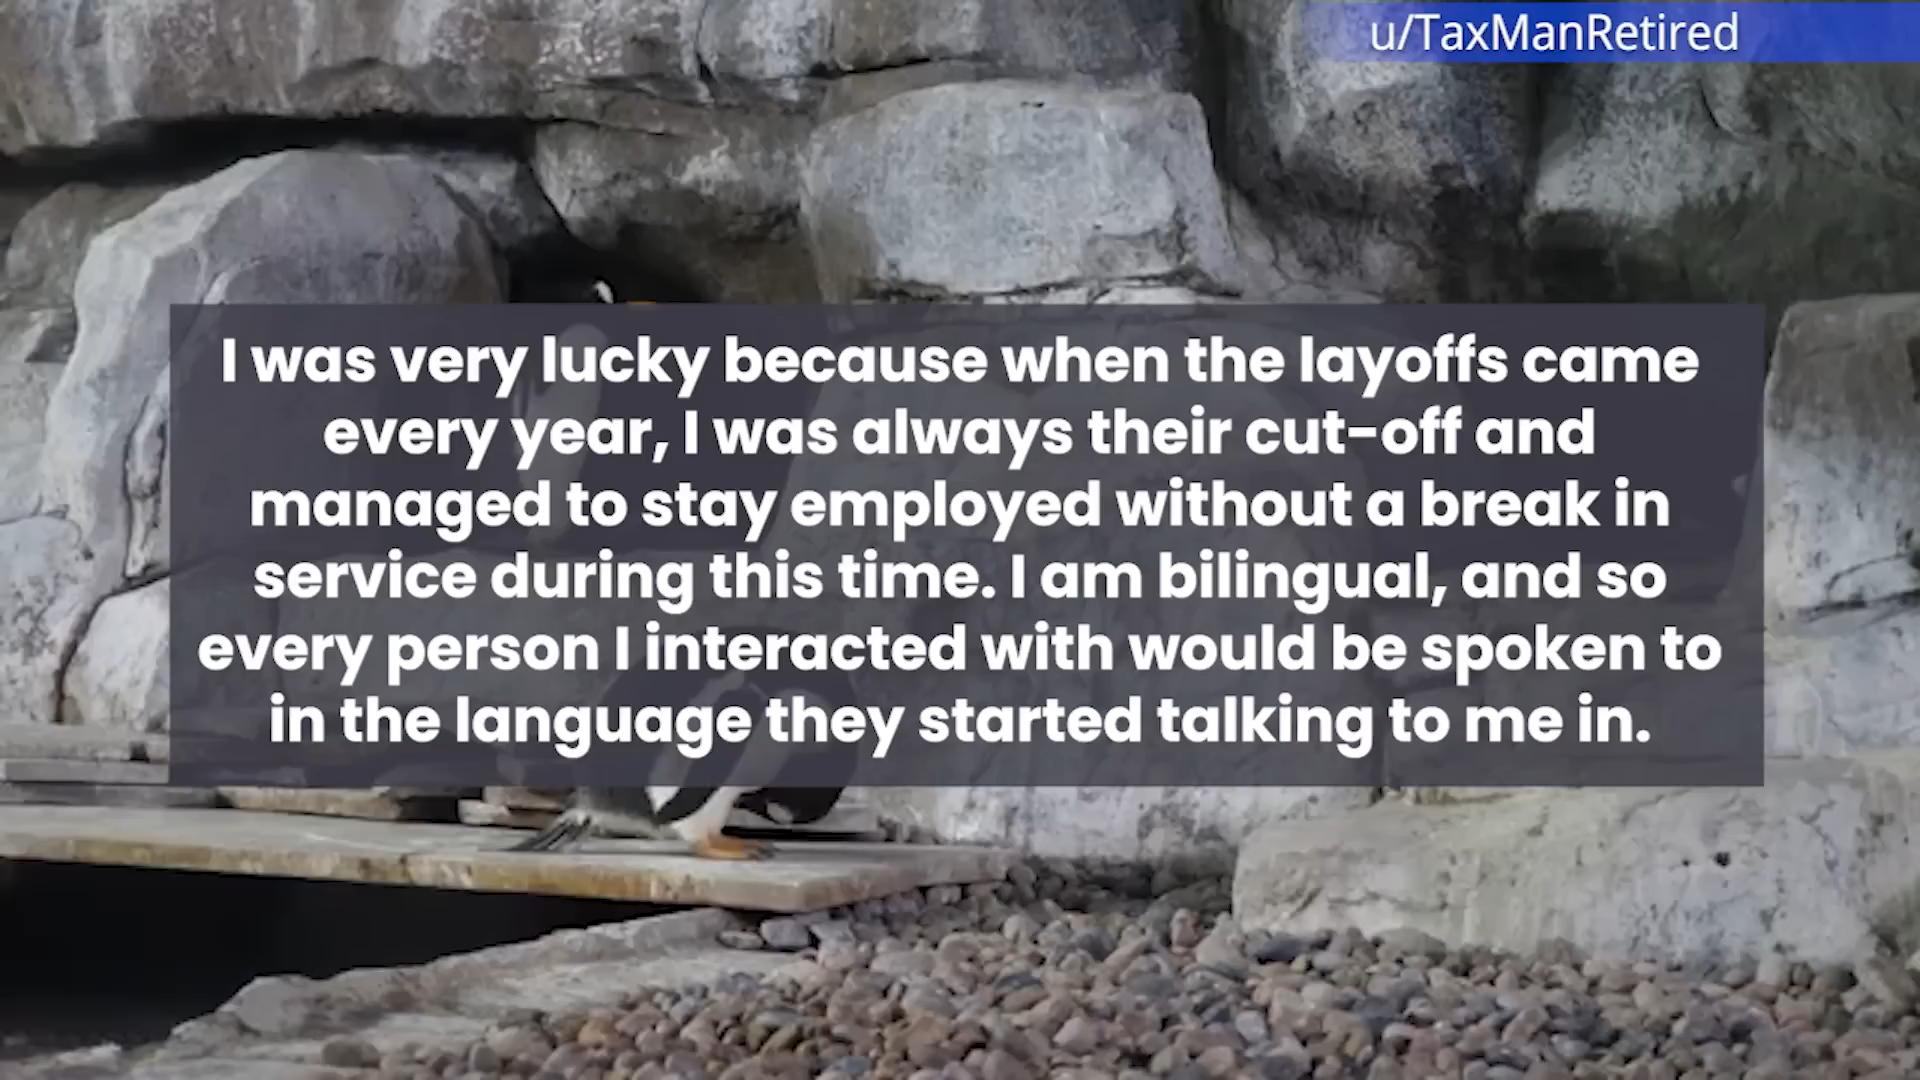 u/TaxManRetired
I was very lucky because when the layoffs came
every year, I was always their cut-off and
managed to stay employed without a break in
service during this time. I am bilingual, and so
every person I interacted with would be spoken to
in the language they started talking to me in.